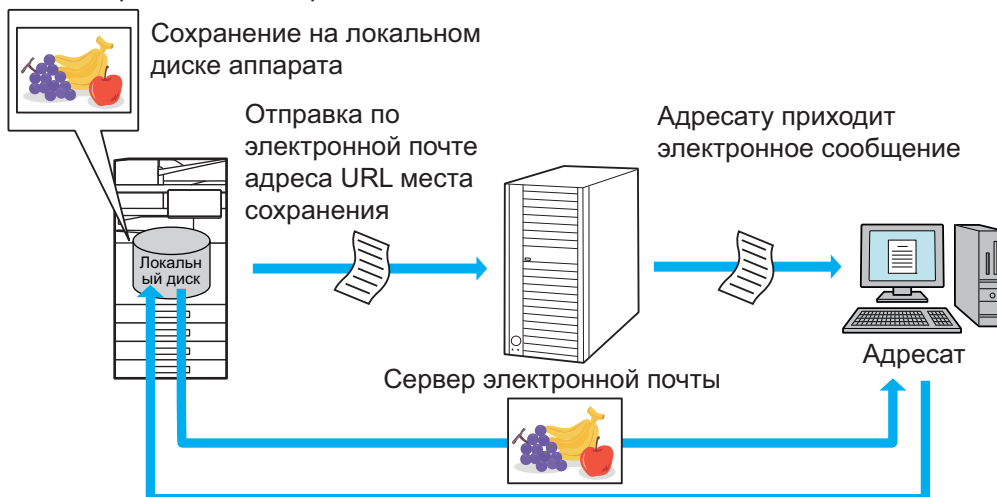 Сохранение на локальном
диске аппарата
Отправка по
электронной почте
адреса URL места
сохранения
Адресату приходит
электронное сообщение
Локальн
ый диск
Адресат
Сервер электронной почты